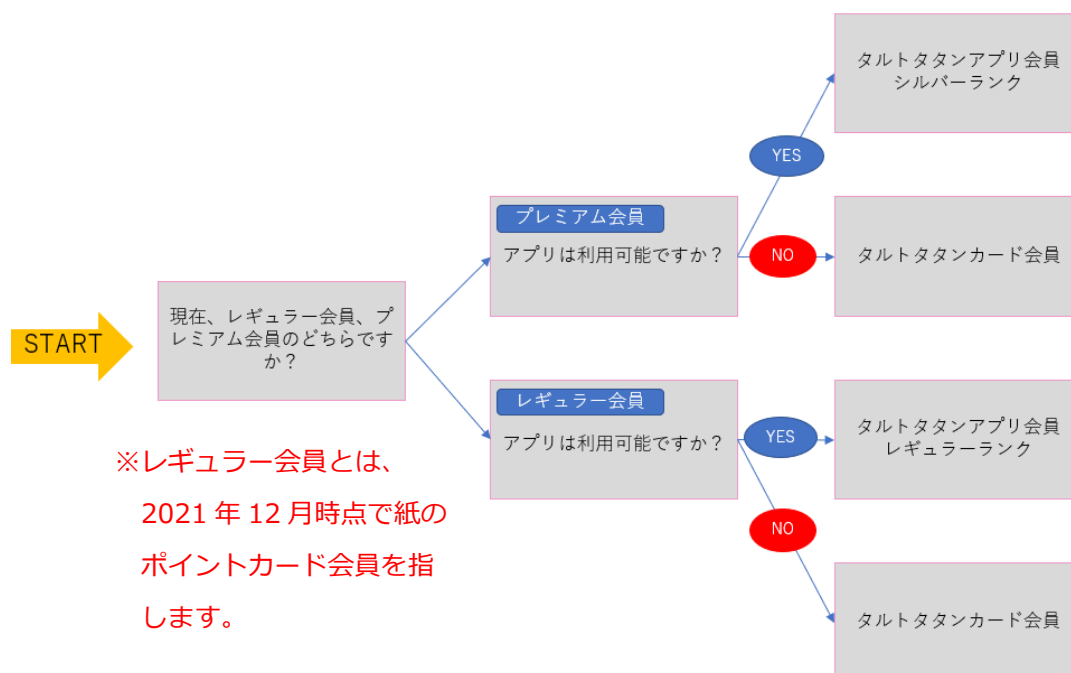 START
現在、レギュラー会員、プ
レミアム会員のどちらです
か？
※レギュラー会員とは、
2021 年 12 月時点で紙の
ポイントカード会員を指
します。
プレミアム会員
アプリは利用可能ですか？
YES
タルトタタンアプリ会員
シルバーランク
NO
タルトタタンカード会員
レギュラー会員
アプリは利用可能ですか？
YES
タルトタタンアプリ会員
レギュラーランク
NO
タルトタタンカード会員